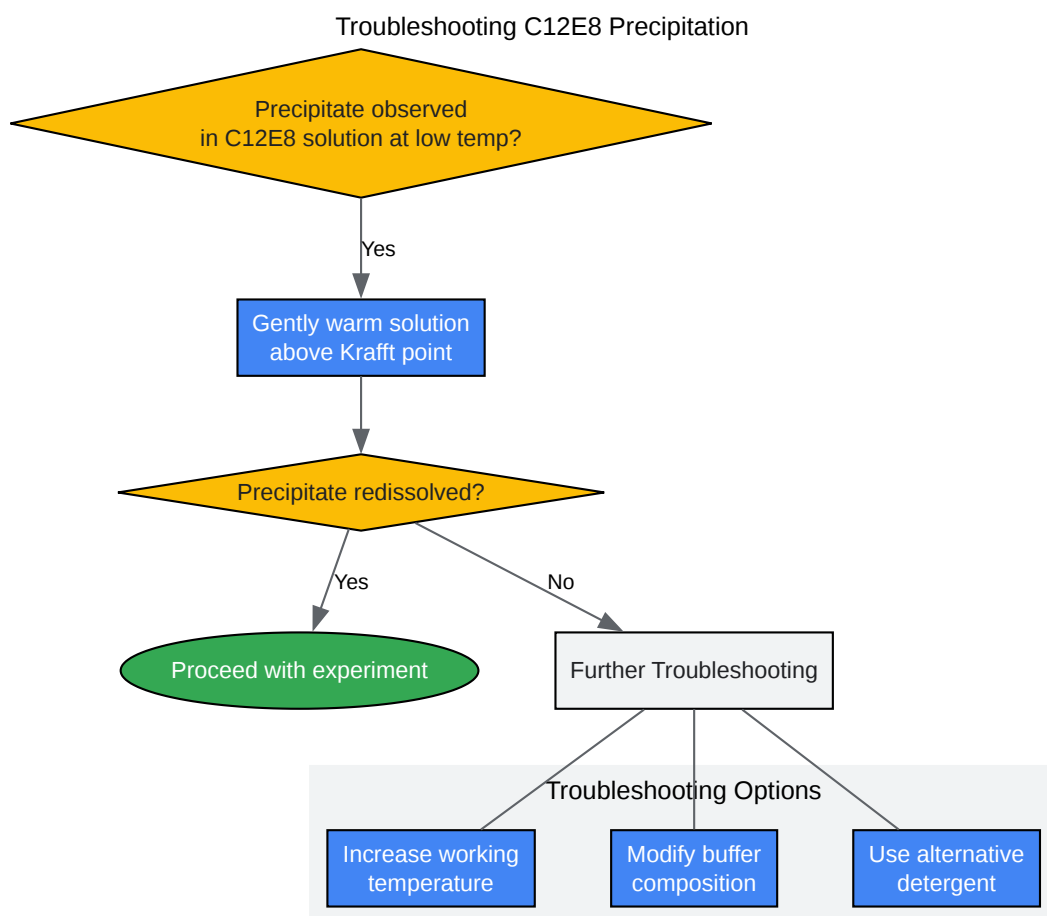 Troubleshooting C12E8 Precipitation
Precipitate observed
in C12E8 solution at low temp?
Yes
Gently warm solution
above Krafft point
Precipitate redissolved?
Yes
No
Proceed with experiment
Further Troubleshooting
Troubleshooting Options
Increase working
temperature
Modify buffer
composition
Use alternative
detergent